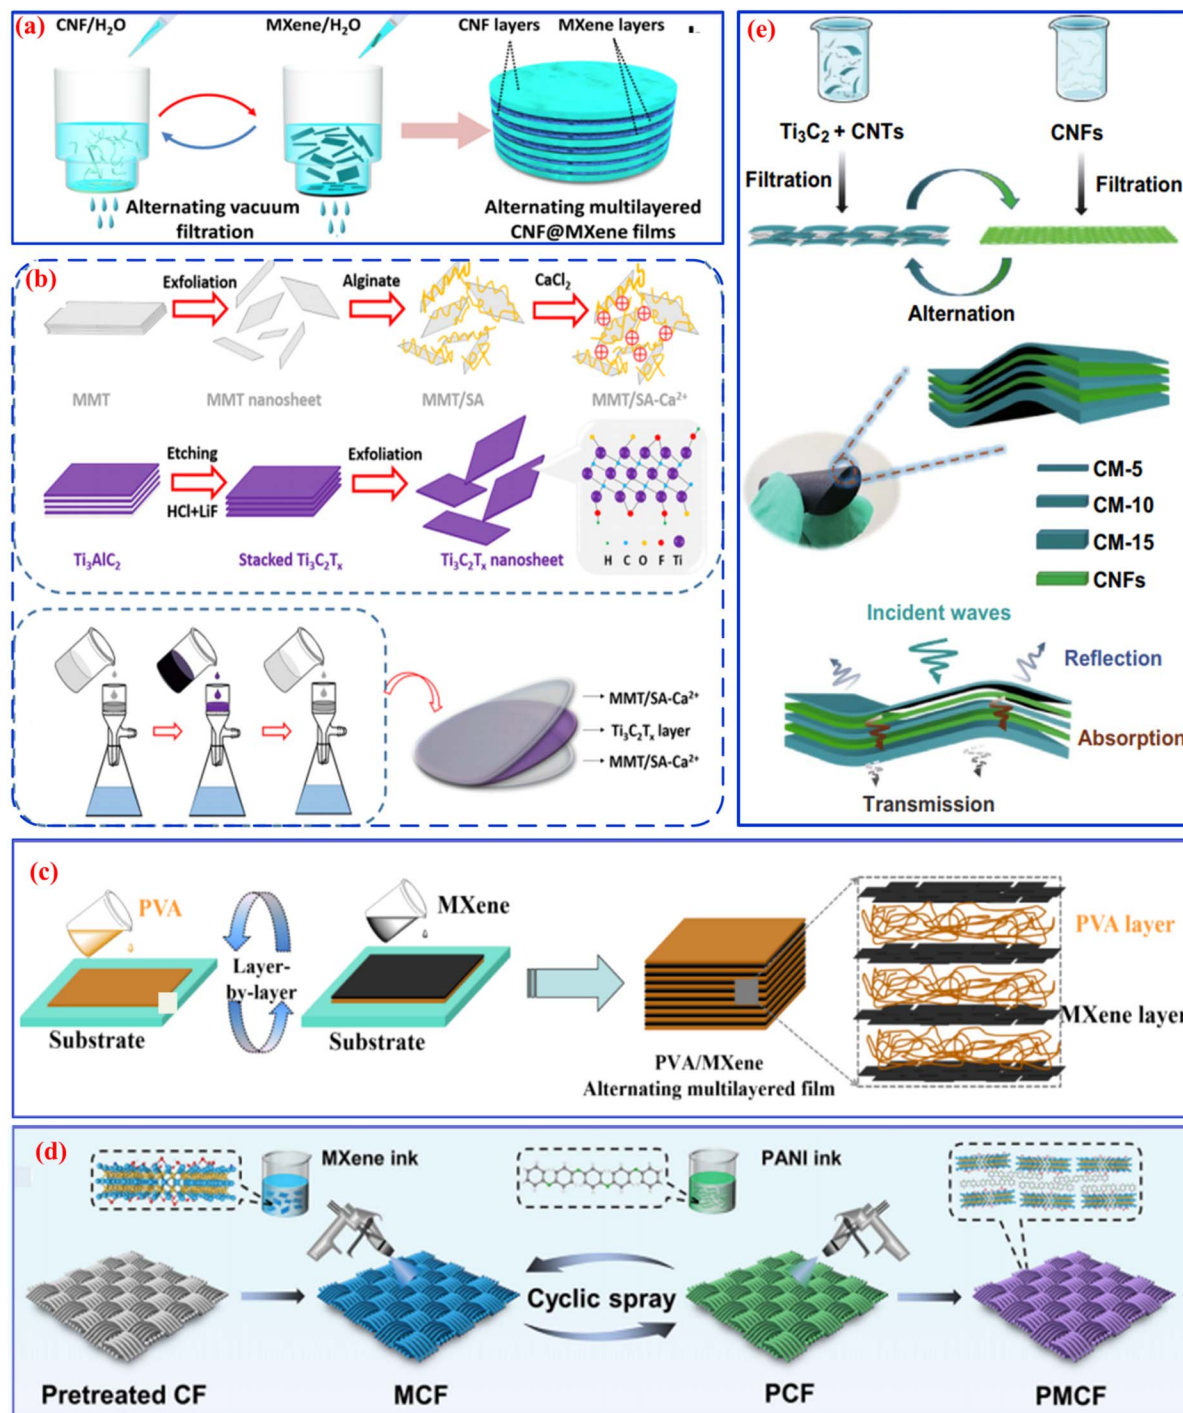 (a)
CNF/H₂O
MXene/H₂O
CNF layers
MXene layers
Alternating vacuum
filtration
Alternating multilayered
CNF@MXene films
(b)
Exfoliation
Alginate
CaCl₂
MMT
MMT nanosheet
MMT/SA
MMT/SA-Ca²⁺
Etching
HCl+LiF
Exfoliation
Ti₃AlC₂
Stacked Ti₃C₂Tₓ
Ti₃C₂Tₓ nanosheet
H C O F Ti
MMT/SA-Ca²⁺
Ti₃C₂Tₓ layer
MMT/SA-Ca²⁺
(e)
Ti₃C₂ + CNTs
CNFs
Filtration
Filtration
Alternation
CM-5
CM-10
CM-15
CNFs
Incident waves
Reflection
Absorption
Transmission
(c)
PVA
MXene
Layer-
by-layer
Substrate
Substrate
PVA/MXene
Alternating multilayered film
PVA layer
MXene layer
(d)
MXene ink
PANI ink
Cyclic spray
Pretreated CF
MCF
PCF
PMCF